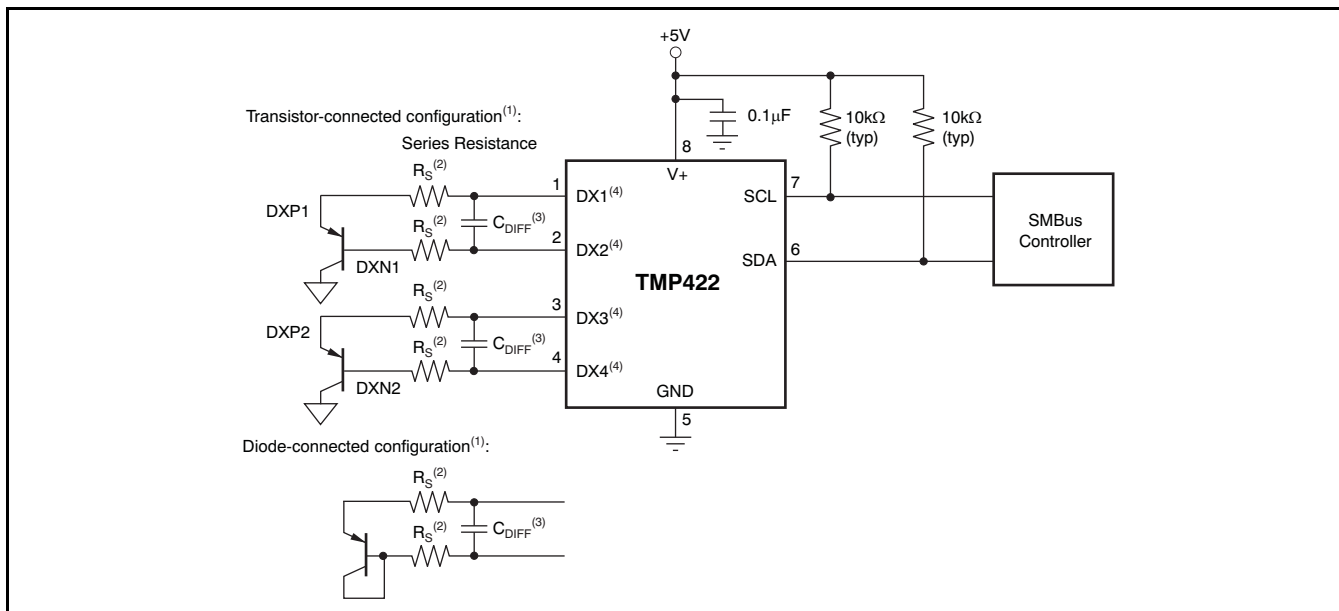 +5V
Transistor-connected configuration(1):
Series Resistance
0.1μF
10kΩ
(typ)
10kΩ
(typ)
8
V+
RS(2)
1
DX1(4)
SCL
7
DXP1
CDIFF(3)
SMBus
Controller
RS(2)
2
DX2(4)
DXN1
SDA
6
TMP422
RS(2)
3
DX3(4)
DXP2
CDIFF(3)
RS(2)
4
DX4(4)
DXN2
GND
5
Diode-connected configuration(1):
RS(2)
CDIFF(3)
RS(2)